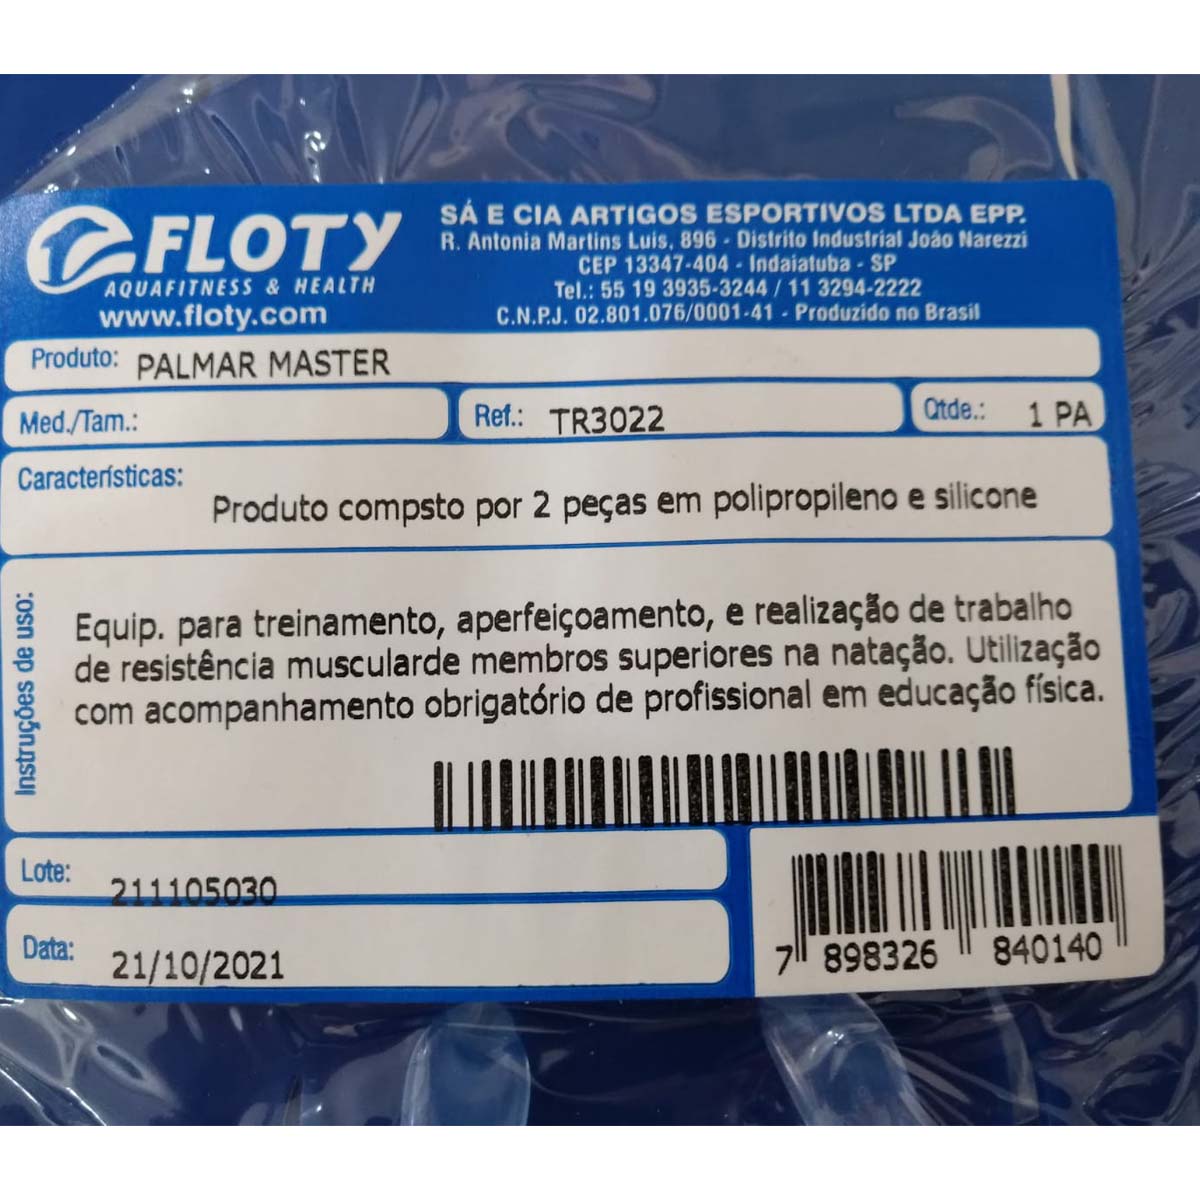 FLOTY
AQUAFITNESS & HEALTH
www.floty.com
SÁ E CIA ARTIGOS ESPORTIVOS LTDA EPP.
R. Antonia Martins Luis, 896 - Distrito Industrial João Narezzi
CEP 13347-404 - Indaiatuba - SP
Tel.: 55 19 3935-3244 / 11 3294-2222
C.N.P.J. 02.801.076/0001-41 - Produzido no Brasil
Produto: PALMAR MASTER
Med./Tam.:
Ref.: TR3022
Qtde.: 1 PA
Características:
Produto compsto por 2 peças em polipropileno e silicone
Instruções de uso:
Equip. para treinamento, aperfeiçoamento, e realização de trabalho
de resistência muscularde membros superiores na natação. Utilização
com acompanhamento obrigatório de profissional em educação física.
Lote: 211105030
Data: 21/10/2021
7 898326 840140